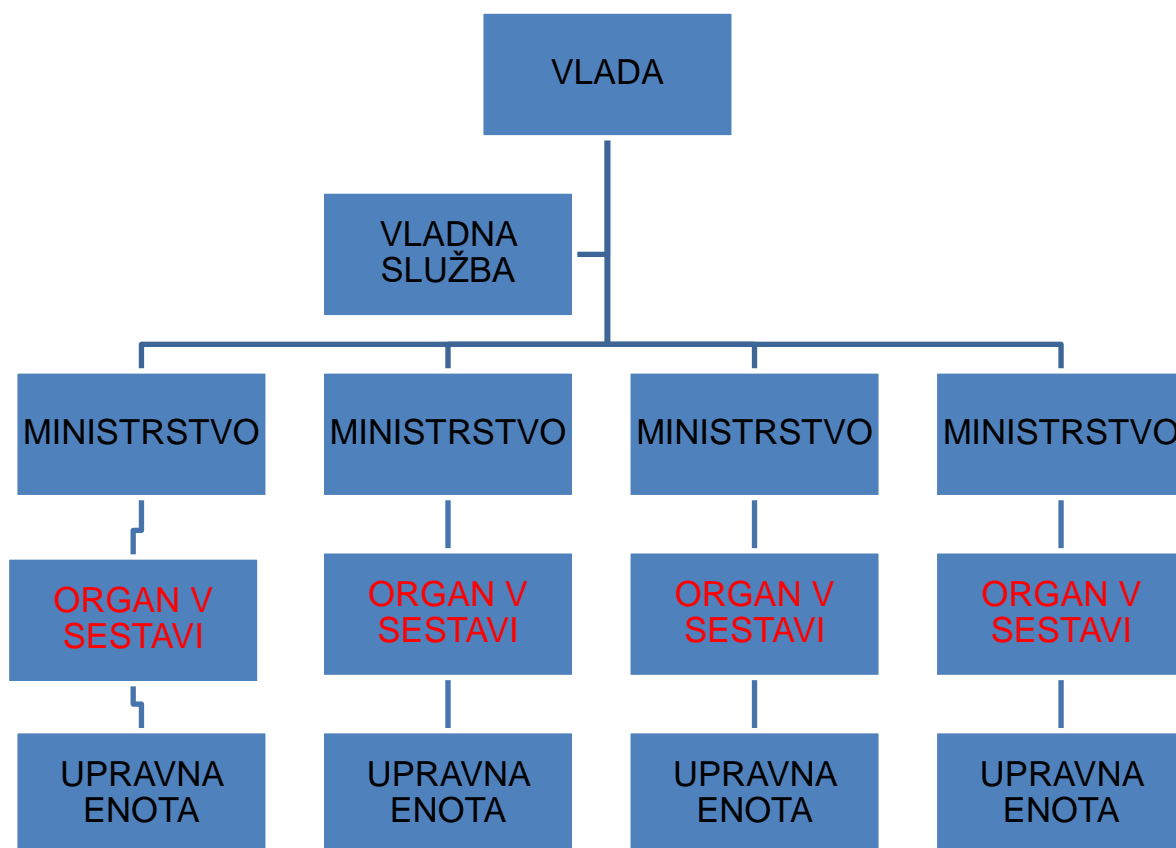 VLADA
VLADNA
SLUŽBA
MINISTRSTVO
MINISTRSTVO
MINISTRSTVO
MINISTRSTVO
ORGAN V
SESTAVI
ORGAN V
SESTAVI
ORGAN V
SESTAVI
ORGAN V
SESTAVI
UPRAVNA
ENOTA
UPRAVNA
ENOTA
UPRAVNA
ENOTA
UPRAVNA
ENOTA